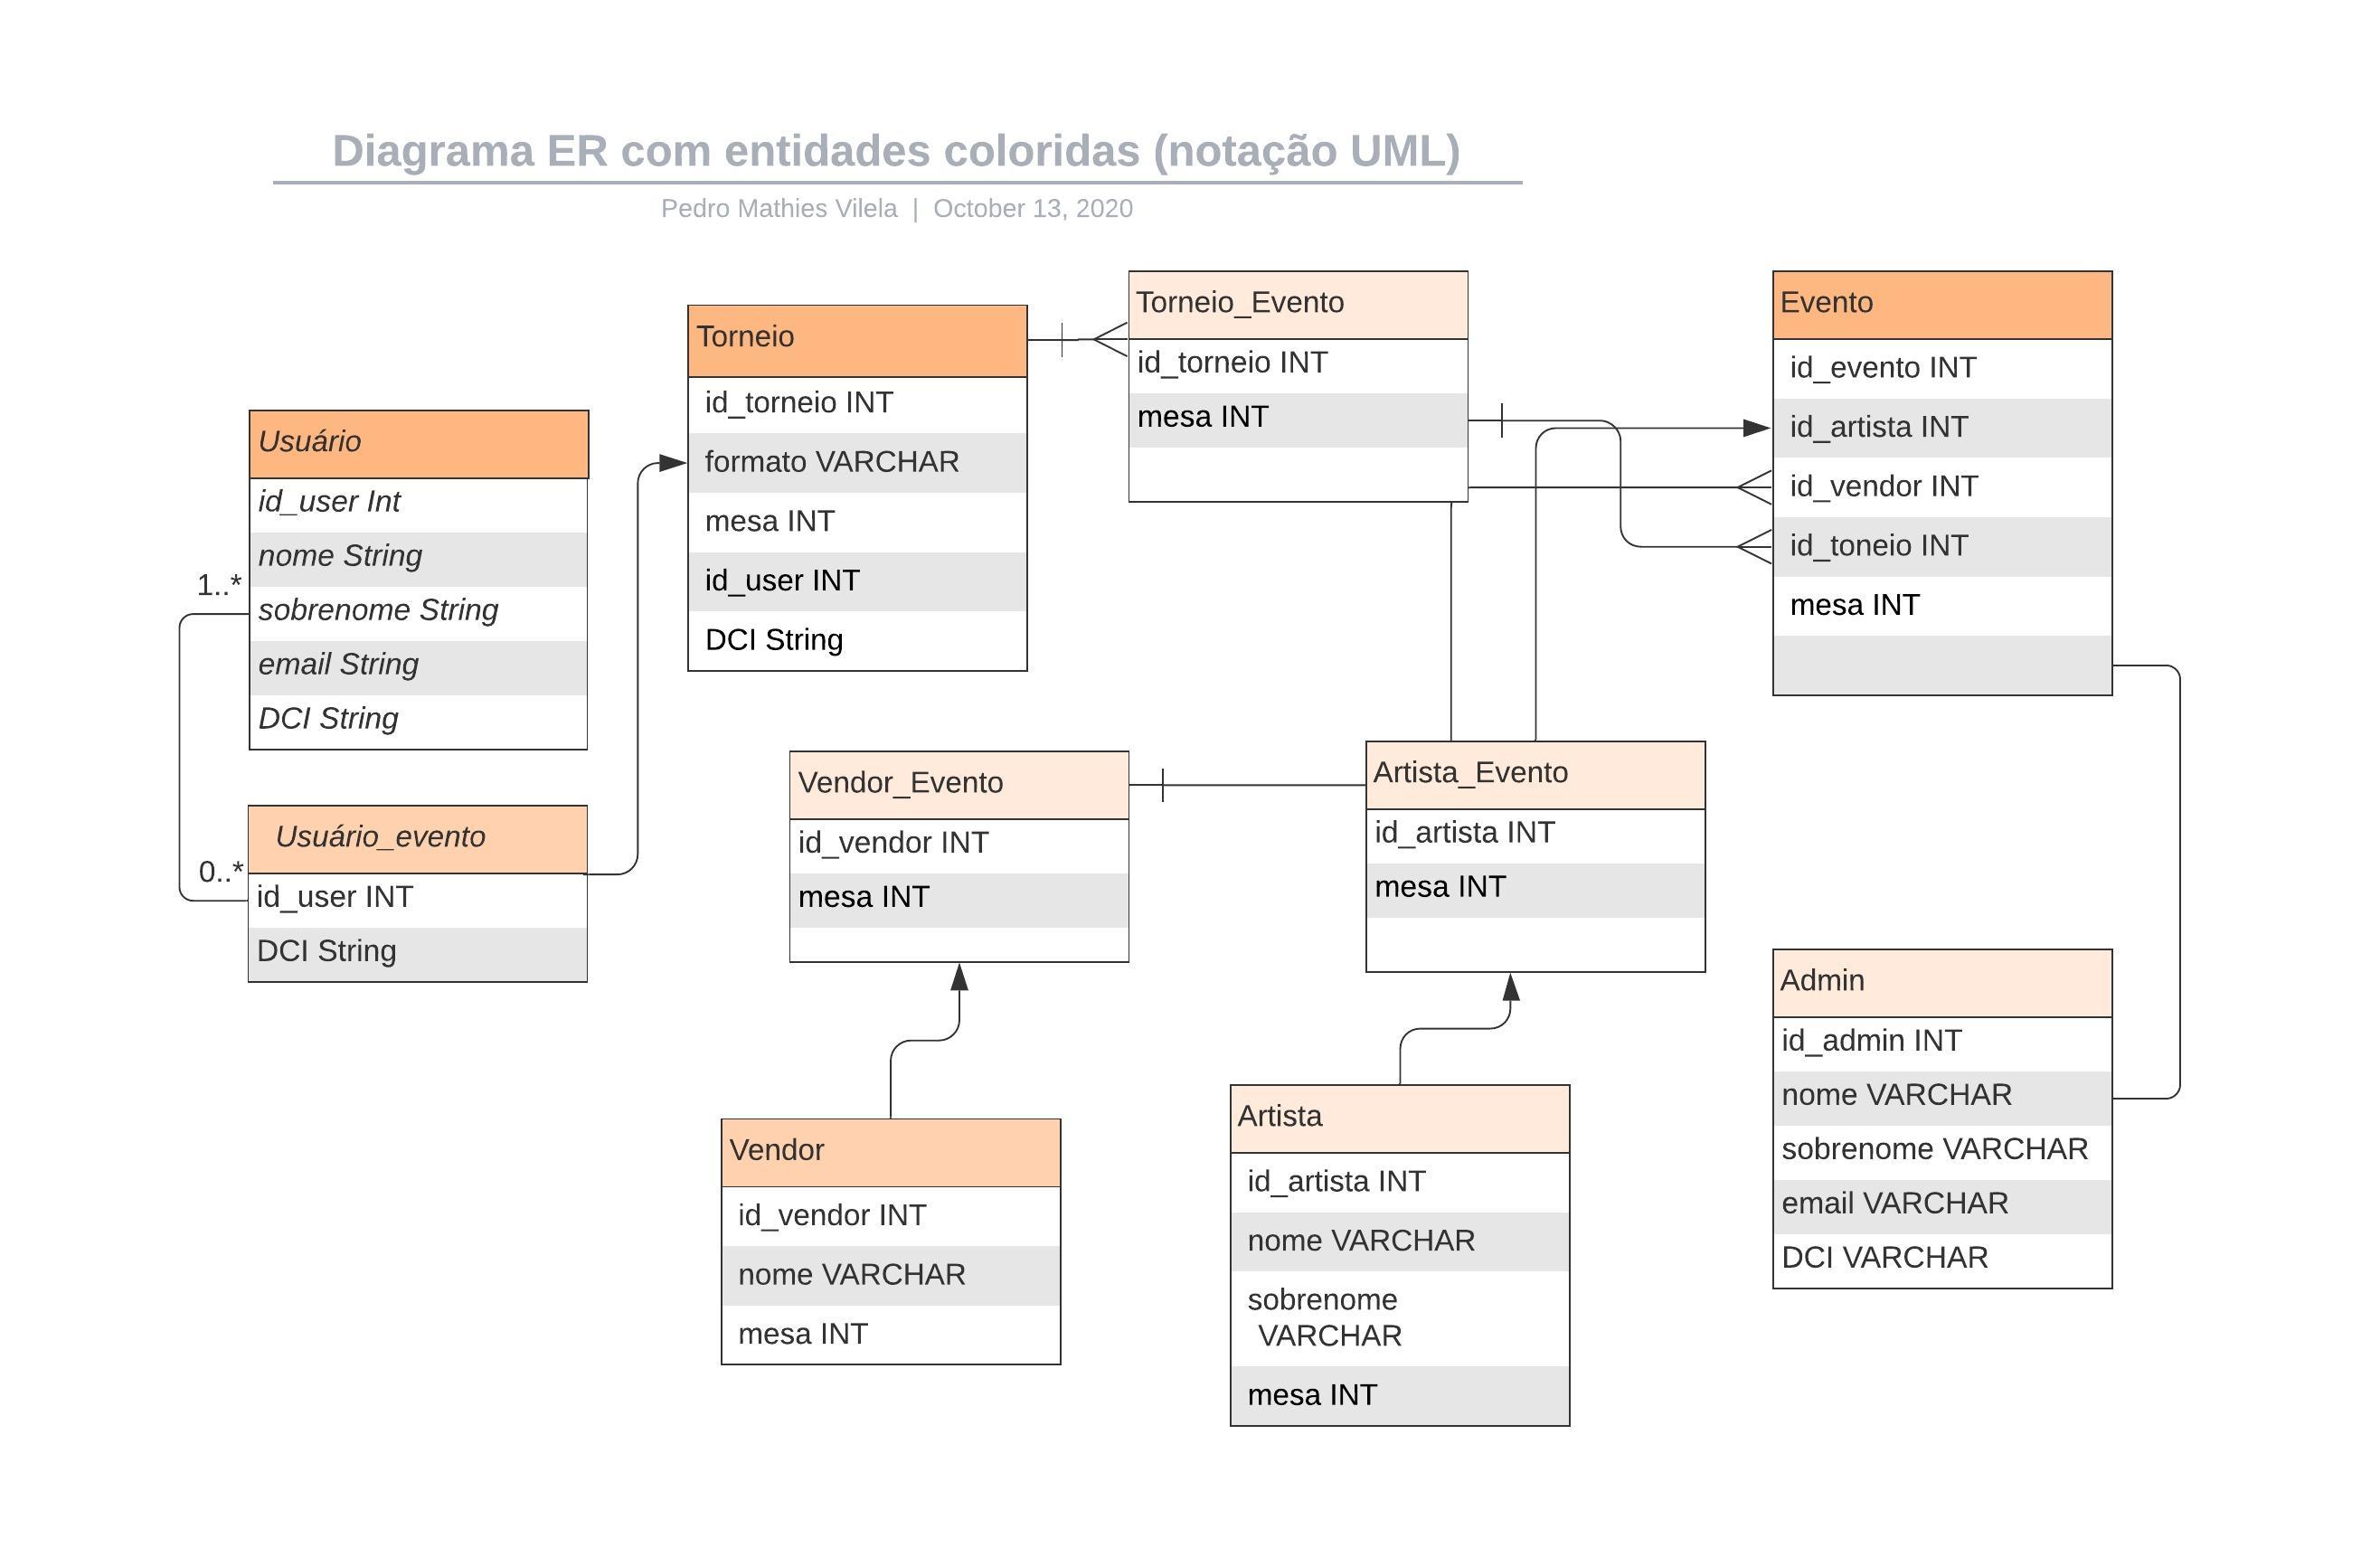 Diagrama ER com entidades coloridas (notação UML)
Pedro Mathies Vilela | October 13, 2020
Usuário
id_user Int
nome String
sobrenome String
email String
DCI String
1..*
0..*
Usuário_evento
id_user INT
DCI String
Torneio
id_torneio INT
formato VARCHAR
mesa INT
id_user INT
DCI String
Torneio_Evento
id_torneio INT
mesa INT
Evento
id_evento INT
id_artista INT
id_vendor INT
id_toneio INT
mesa INT
Vendor_Evento
id_vendor INT
mesa INT
Artista_Evento
id_artista INT
mesa INT
Vendor
id_vendor INT
nome VARCHAR
mesa INT
Artista
id_artista INT
nome VARCHAR
sobrenome
VARCHAR
mesa INT
Admin
id_admin INT
nome VARCHAR
sobrenome VARCHAR
email VARCHAR
DCI VARCHAR